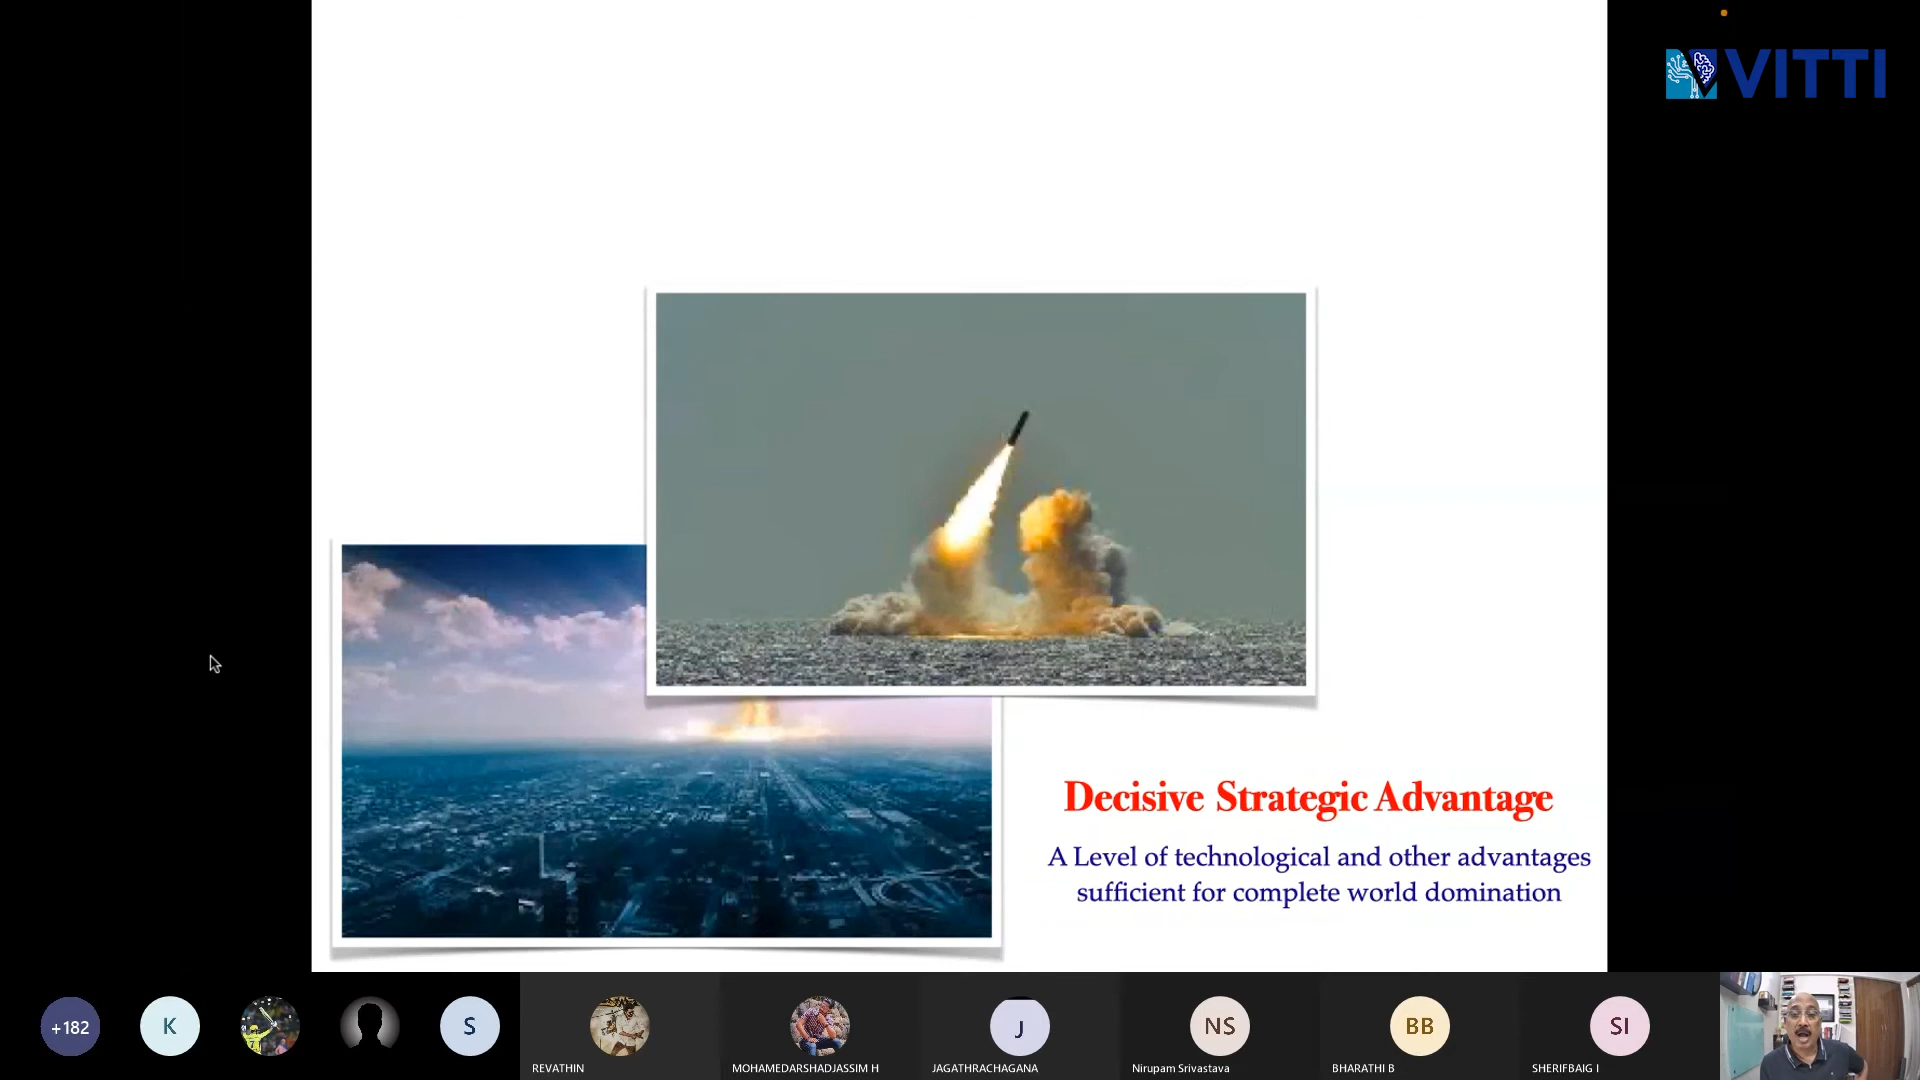 VITTI
Decisive Strategic Advantage
A Level of technological and other advantages
sufficient for complete world domination
+182
K
S
J
NS
BB
SI
REVATHIN
MOHAMEDARSHADJASSIM H
JAGATHRACHAGANA
Nirupam Srivastava
BHARATHI B
SHERIFBAIG I